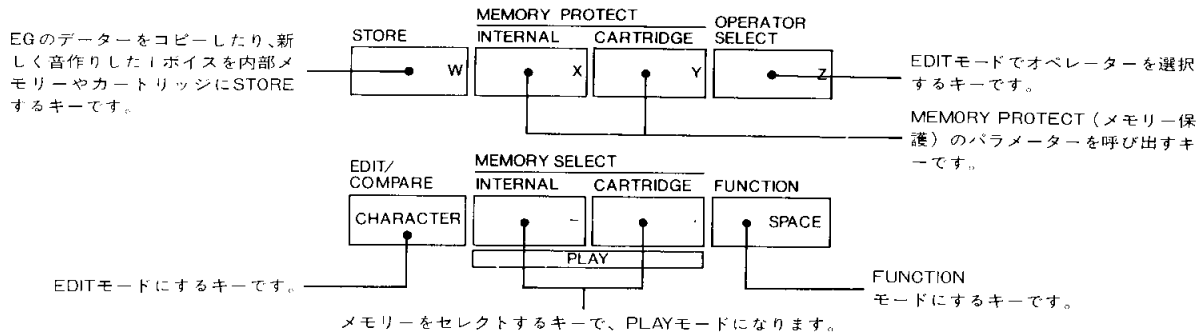 MEMORY PROTECT
STORE INTERNAL CARTRIDGE OPERATOR SELECT
W X Y Z
EGのデーターをコピーしたり、新
しく音作りした1ボイスを内部メ
モリーやカートリッジにSTORE
するキーです。
EDITモードでオペレーターを選択
するキーです。
MEMORY PROTECT（メモリー保
護）のパラメーターを呼び出すキ
ーです。
EDIT/
COMPARE
MEMORY SELECT
INTERNAL CARTRIDGE FUNCTION
CHARACTER - . SPACE
PLAY
EDITモードにするキーです。
FUNCTION
モードにするキーです。
メモリーをセレクトするキーで、PLAYモードになります。